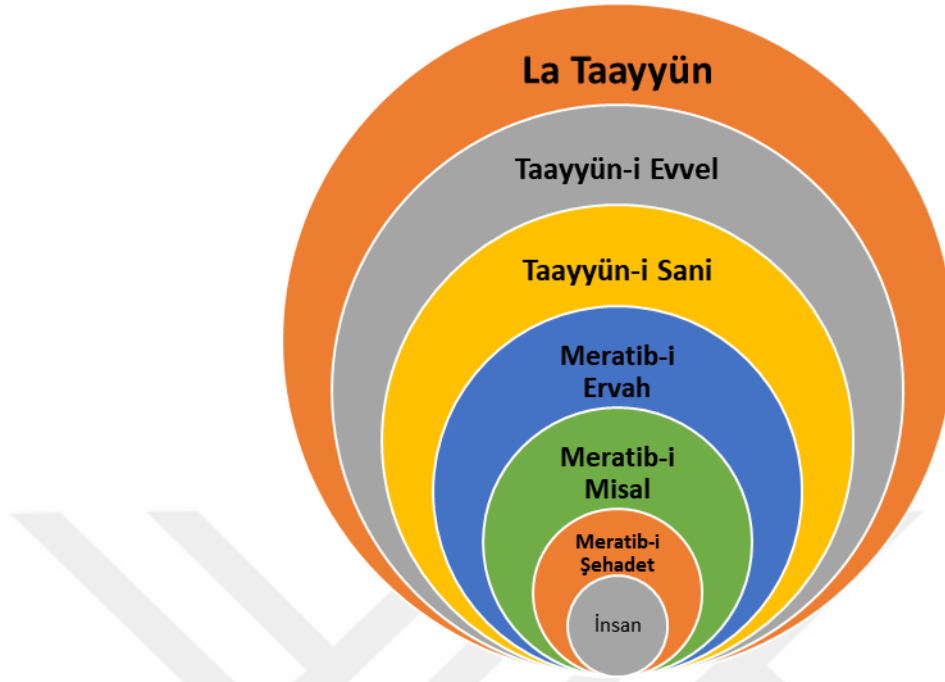 La Taayyün
Taayyün-i Evvel
Taayyün-i Sani
Meratib-i
Ervah
Meratib-i
Misal
Meratib-i
Şehadet
İnsan